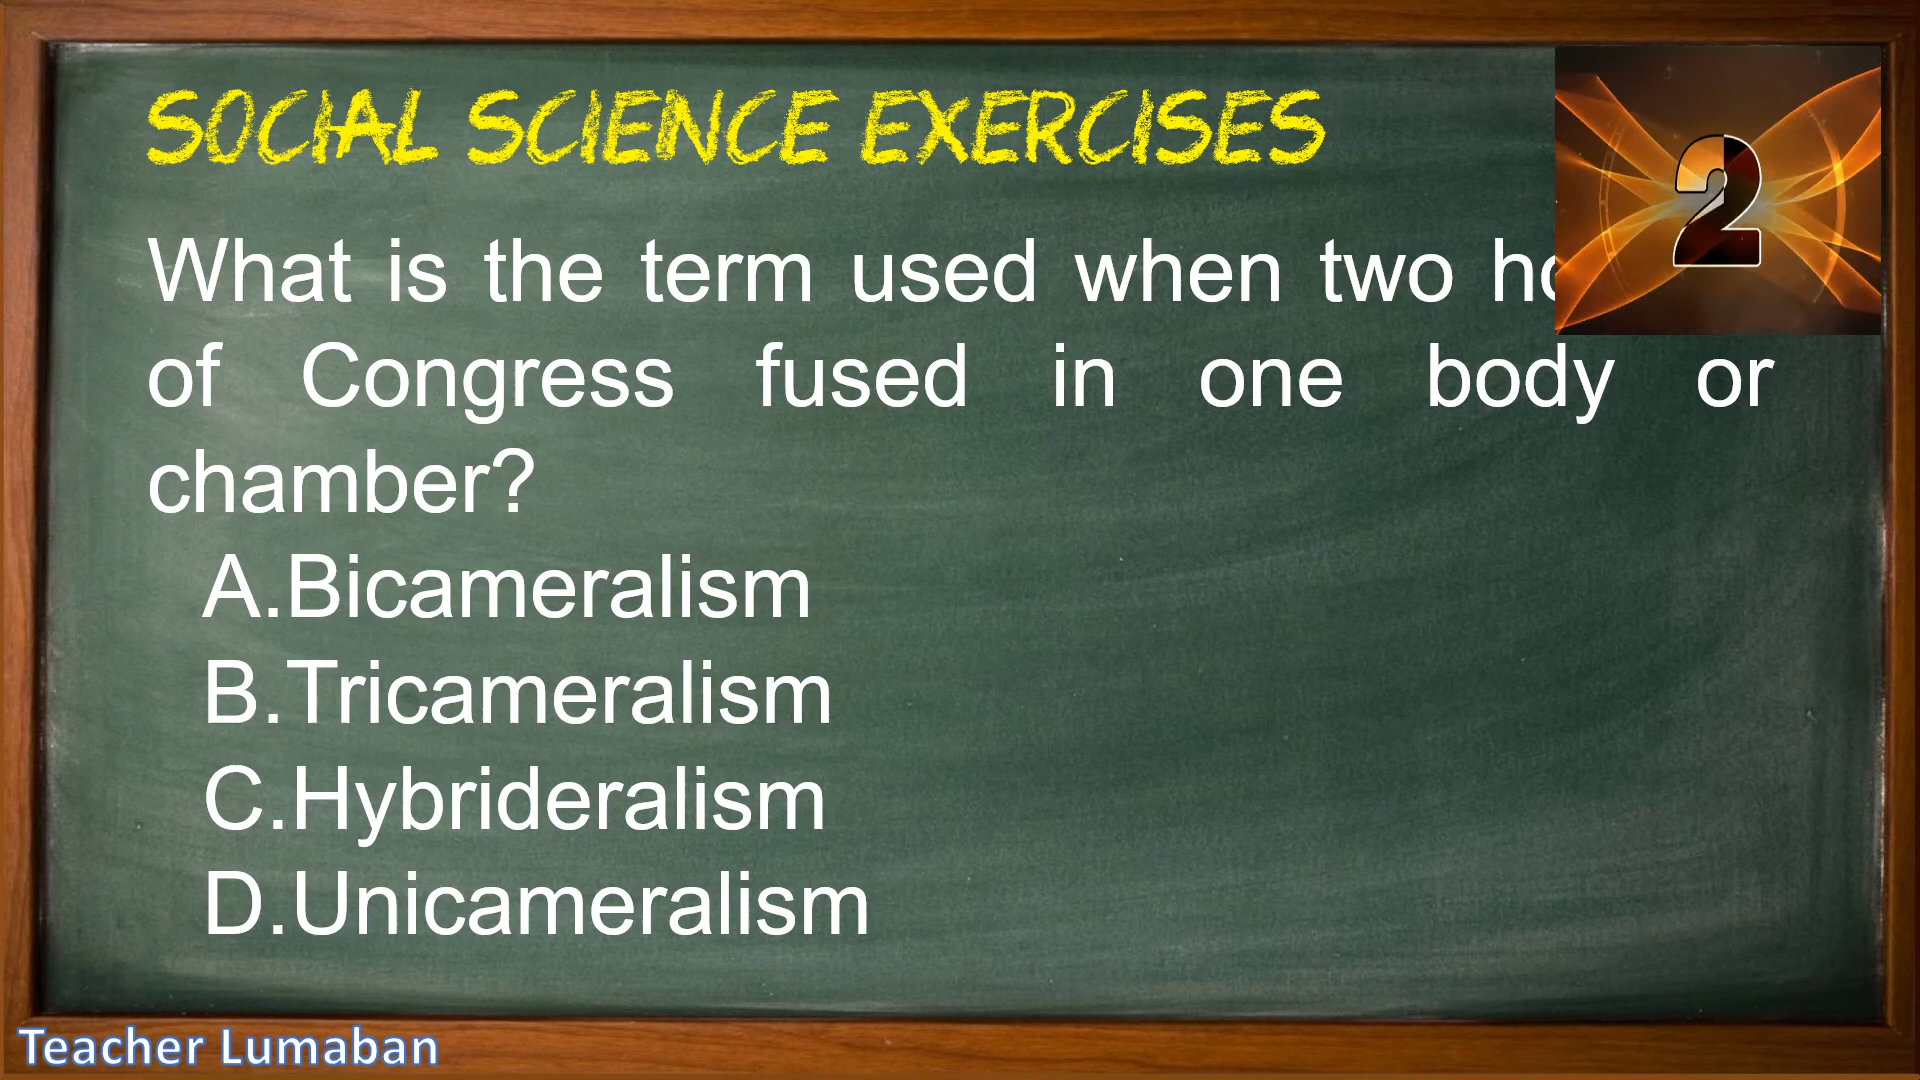 SOCIAL SCIENCE EXERCISES
2
What is the term used when two
of Congress fused in one body or
chamber?
A.Bicameralism
B.Tricameralism
C.Hybrideralism
D.Unicameralism
Teacher Lumaban